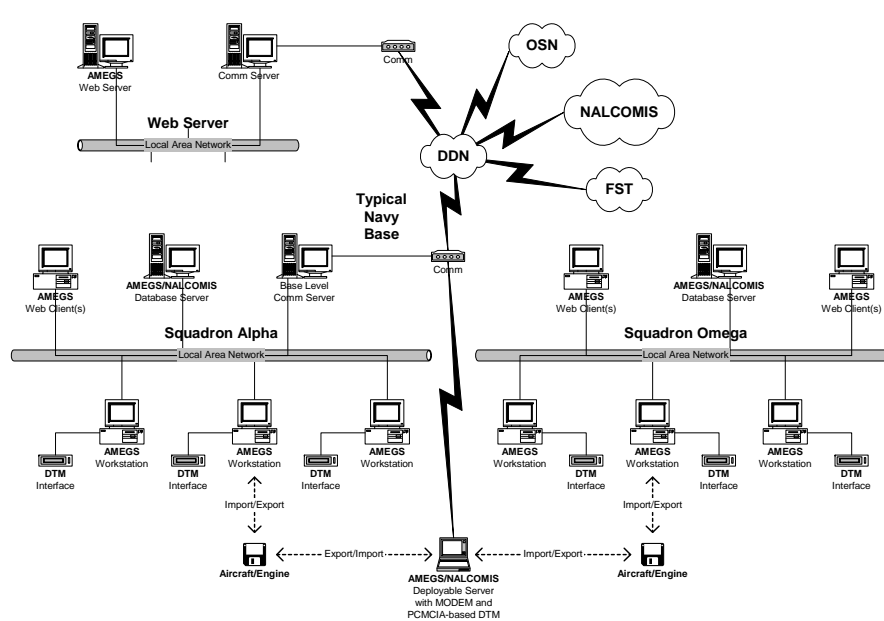 OSN
Comm
AMEGS
Web Server
Comm Server
NALCOMIS
Web Server
Local Area Network
DDN
FST
Typical
Navy
Base
Comm
AMEGS
Web Client(s)
AMEGS/NALCOMIS
Database Server
Base Level
Comm Server
AMEGS
Web Client(s)
AMEGS/NALCOMIS
Database Server
AMEGS
Web Client(s)
Squadron Alpha
Local Area Network
Squadron Omega
Local Area Network
DTM
Interface
AMEGS
Workstation
DTM
Interface
AMEGS
Workstation
DTM
Interface
AMEGS
Workstation
AMEGS
Workstation
DTM
Interface
AMEGS
Workstation
DTM
Interface
AMEGS
Workstation
DTM
Interface
Import/Export
Import/Export
Export/Import
Import/Export
Aircraft/Engine
AMEGS/NALCOMIS
Deployable Server
with MODEM and
PCMCIA-based DTM
Aircraft/Engine